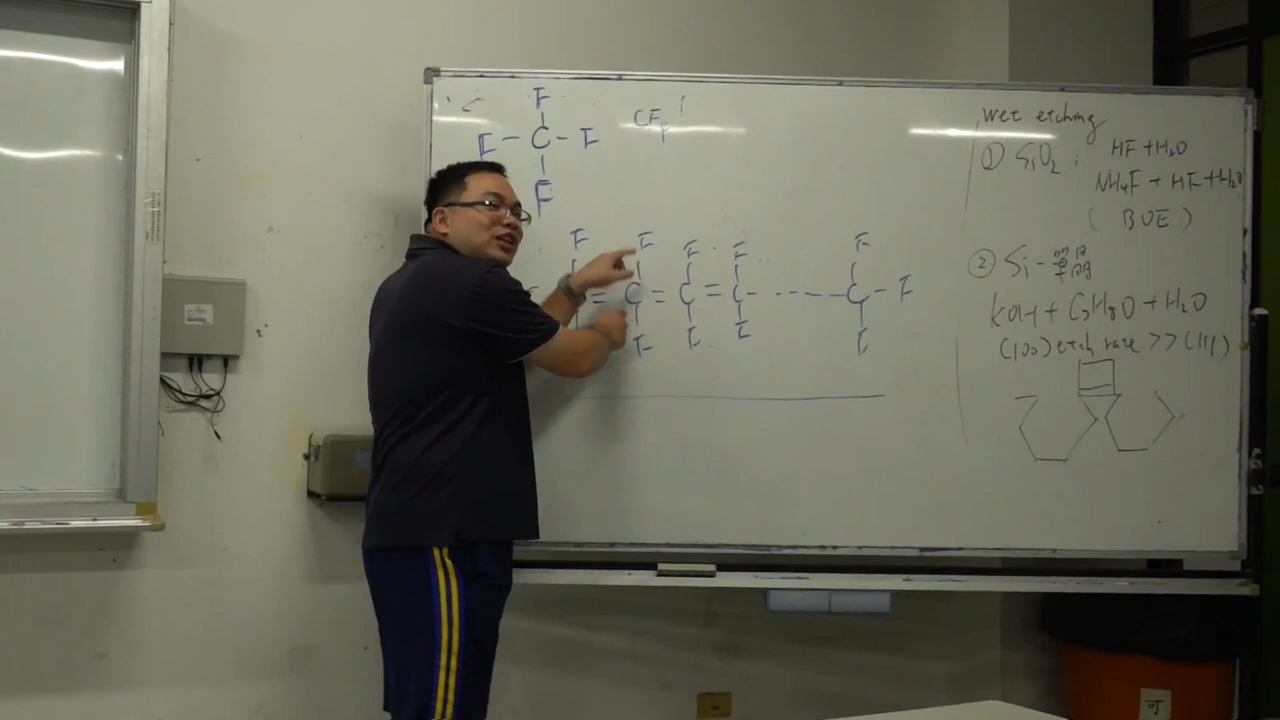 F
F - C - F
F
CF4
F F F F F
= C = C = C - - - - - C - F
F F F F
wet etching
① SiO2 : HF + H2O
NH4F + HF + H2O
( BOE )
② Si - 單晶
KOH + C3H8O + H2O
(100) etch rate >> (111)
可